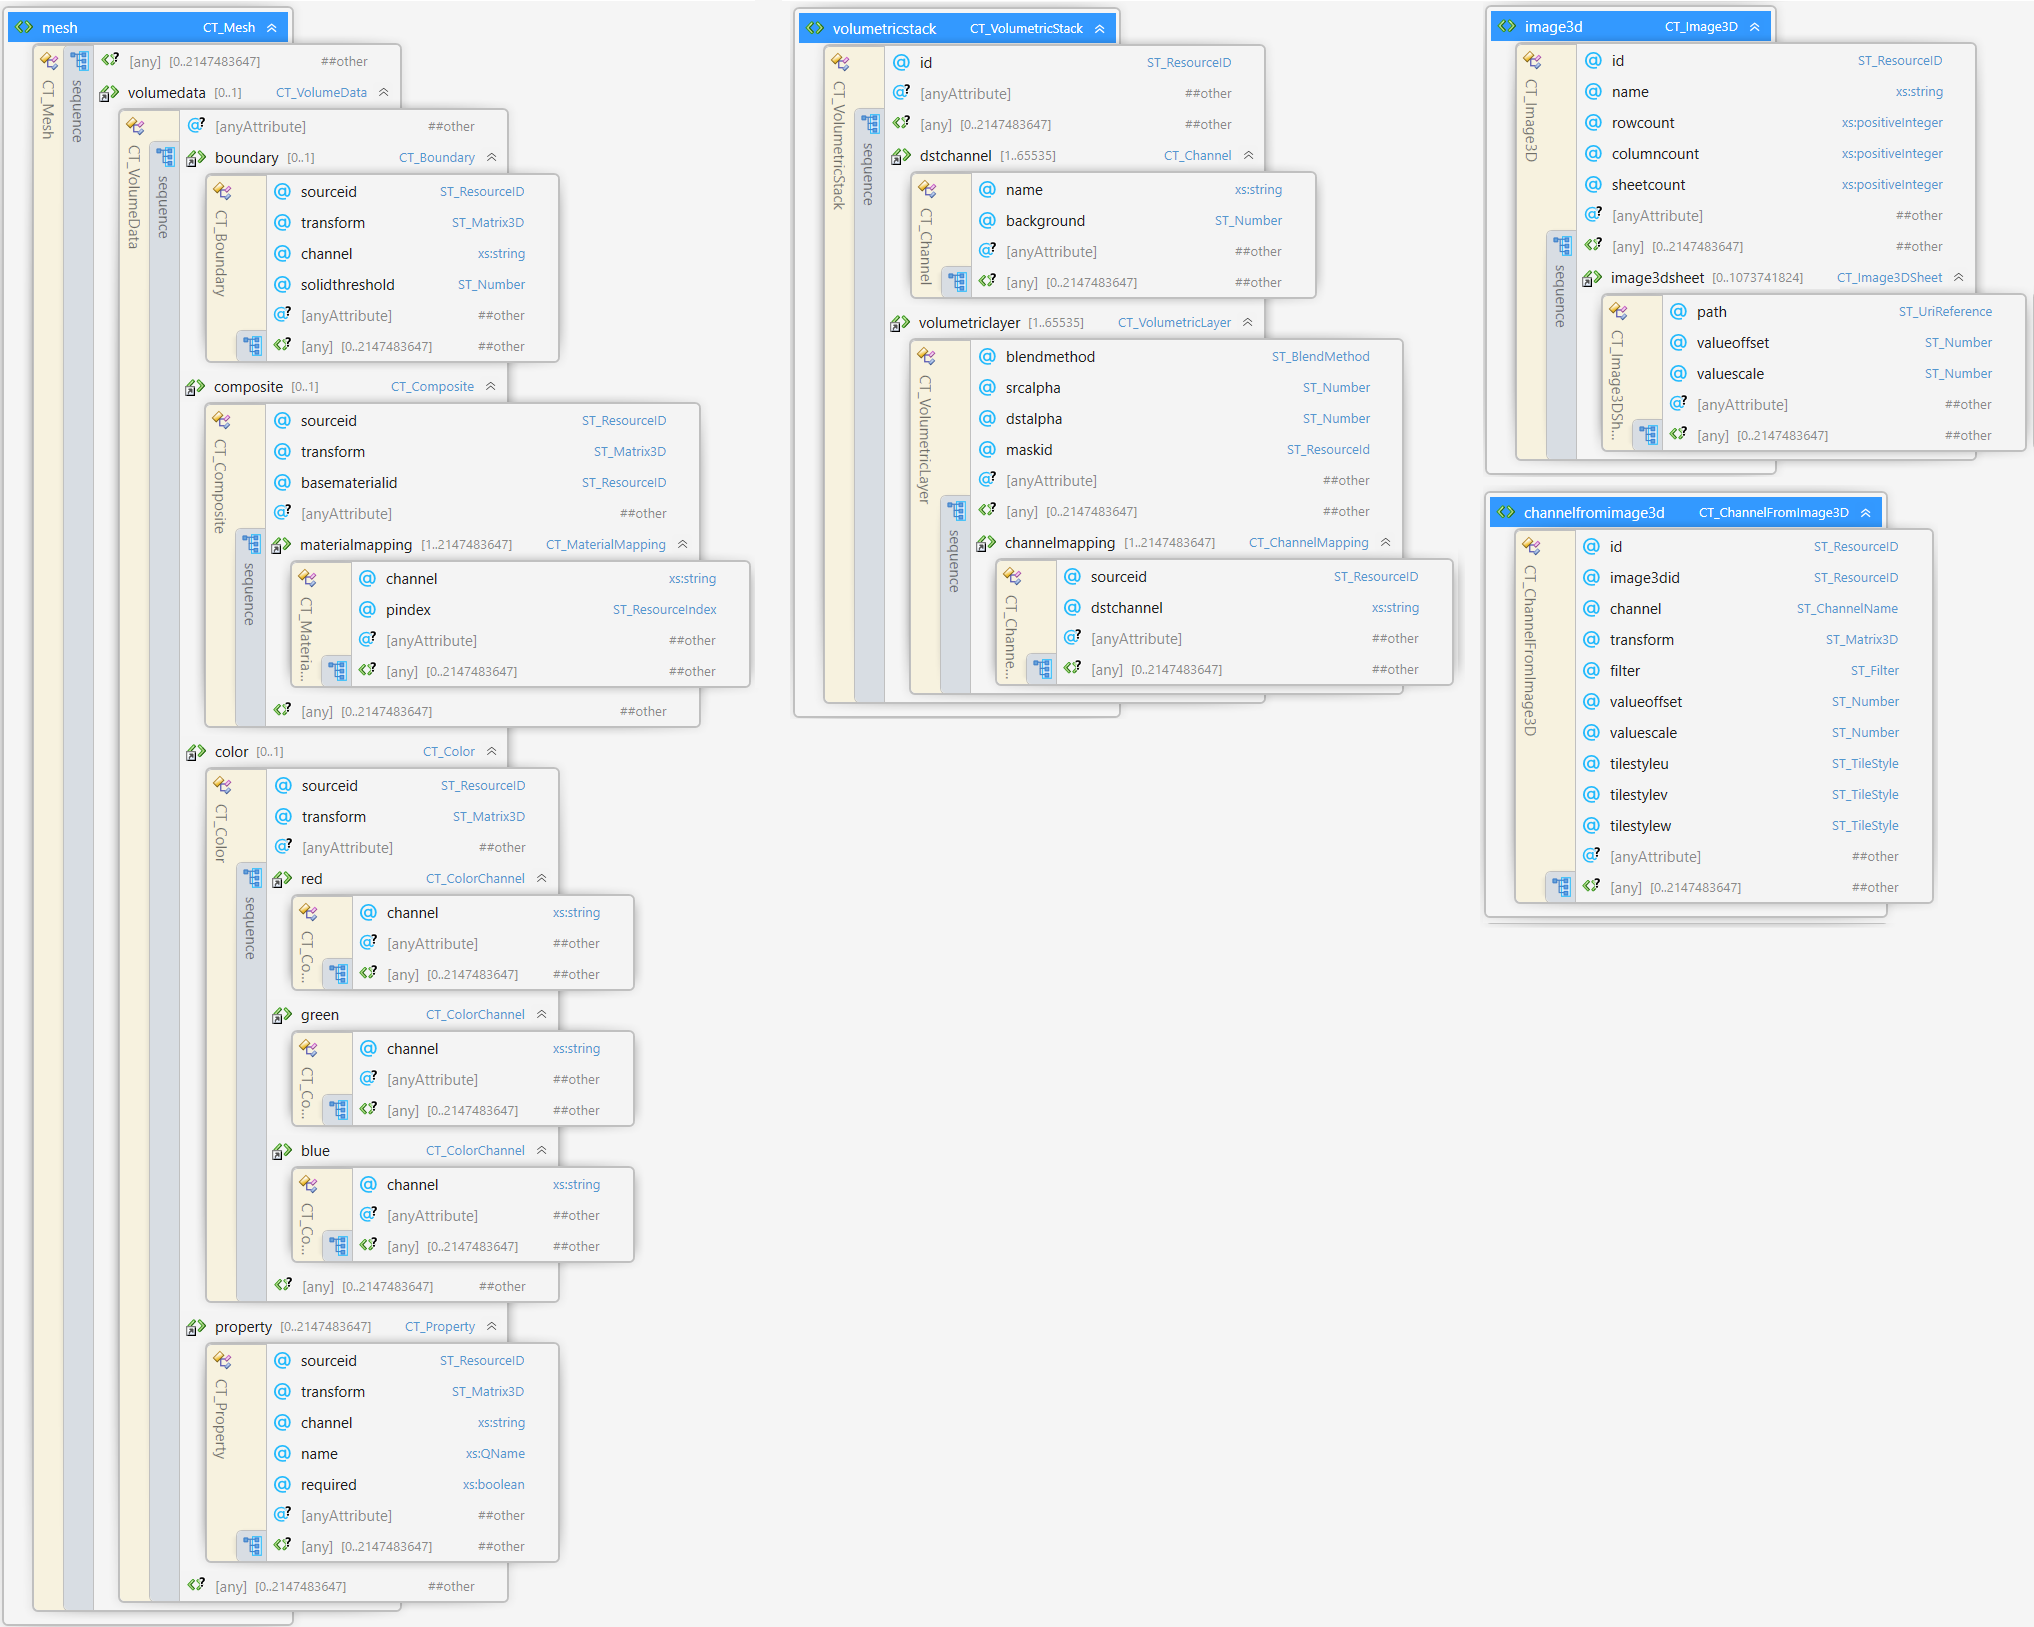 mesh CT_Mesh
CT_Mesh
sequence
[any] [0..2147483647] ##other
volumedata [0..1] CT_VolumeData
CT_VolumeData
sequence
[anyAttribute] ##other
boundary [0..1] CT_Boundary
CT_Boundary
sourceid ST_ResourceID
transform ST_Matrix3D
channel xs:string
solidthreshold ST_Number
[anyAttribute] ##other
[any] [0..2147483647] ##other
composite [0..1] CT_Composite
CT_Composite
sequence
sourceid ST_ResourceID
transform ST_Matrix3D
basematerialid ST_ResourceID
[anyAttribute] ##other
materialmapping [1..2147483647] CT_MaterialMapping
CT_Materia...
channel xs:string
pindex ST_ResourceIndex
[anyAttribute] ##other
[any] [0..2147483647] ##other
[any] [0..2147483647] ##other
color [0..1] CT_Color
CT_Color
sequence
sourceid ST_ResourceID
transform ST_Matrix3D
[anyAttribute] ##other
red CT_ColorChannel
CT_Co...
channel xs:string
[anyAttribute] ##other
[any] [0..2147483647] ##other
green CT_ColorChannel
CT_Co...
channel xs:string
[anyAttribute] ##other
[any] [0..2147483647] ##other
blue CT_ColorChannel
CT_Co...
channel xs:string
[anyAttribute] ##other
[any] [0..2147483647] ##other
[any] [0..2147483647] ##other
property [0..2147483647] CT_Property
CT_Property
sourceid ST_ResourceID
transform ST_Matrix3D
channel xs:string
name xs:QName
required xs:boolean
[anyAttribute] ##other
[any] [0..2147483647] ##other
[any] [0..2147483647] ##other
volumetricstack CT_VolumetricStack
CT_VolumetricStack
sequence
id ST_ResourceID
[anyAttribute] ##other
[any] [0..2147483647] ##other
dstchannel [1..65535] CT_Channel
CT_Channel
name xs:string
background ST_Number
[anyAttribute] ##other
[any] [0..2147483647] ##other
volumetriclayer [1..65535] CT_VolumetricLayer
CT_VolumetricLayer
sequence
blendmethod ST_BlendMethod
srcalpha ST_Number
dstalpha ST_Number
maskid ST_ResourceId
[anyAttribute] ##other
[any] [0..2147483647] ##other
channelmapping [1..2147483647] CT_ChannelMapping
CT_Channe...
sourceid ST_ResourceID
dstchannel xs:string
[anyAttribute] ##other
[any] [0..2147483647] ##other
image3d CT_Image3D
CT_Image3D
sequence
id ST_ResourceID
name xs:string
rowcount xs:positiveInteger
columncount xs:positiveInteger
sheetcount xs:positiveInteger
[anyAttribute] ##other
[any] [0..2147483647] ##other
image3dsheet [0..1073741824] CT_Image3DSheet
CT_Image3DSh...
path ST_UriReference
valueoffset ST_Number
valuescale ST_Number
[anyAttribute] ##other
[any] [0..2147483647] ##other
channelfromimage3d CT_ChannelFromImage3D
CT_ChannelFromImage3D
id ST_ResourceID
image3did ST_ResourceID
channel ST_ChannelName
transform ST_Matrix3D
filter ST_Filter
valueoffset ST_Number
valuescale ST_Number
tilestyleu ST_TileStyle
tilestylev ST_TileStyle
tilestylew ST_TileStyle
[anyAttribute] ##other
[any] [0..2147483647] ##other